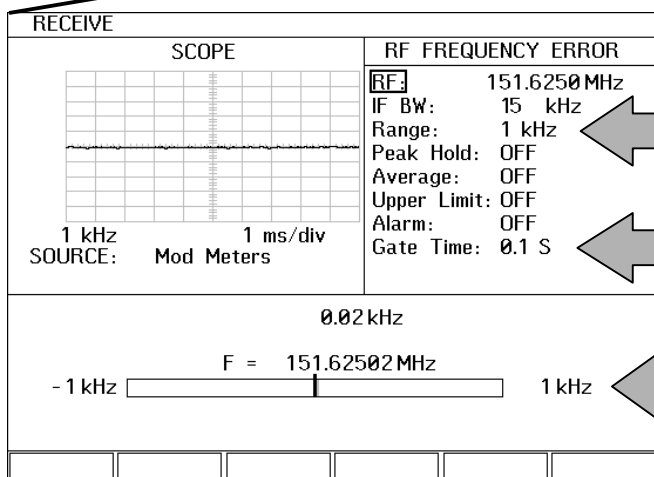 RECEIVE
SCOPE
1 kHz 1 ms/div
SOURCE: Mod Meters
RF FREQUENCY ERROR
RF: 151.6250 MHz
IF BW: 15 kHz
Range: 1 kHz
Peak Hold: OFF
Average: OFF
Upper Limit: OFF
Alarm: OFF
Gate Time: 0.1 S
0.02 kHz
F = 151.62502 MHz
-1 kHz 1 kHz